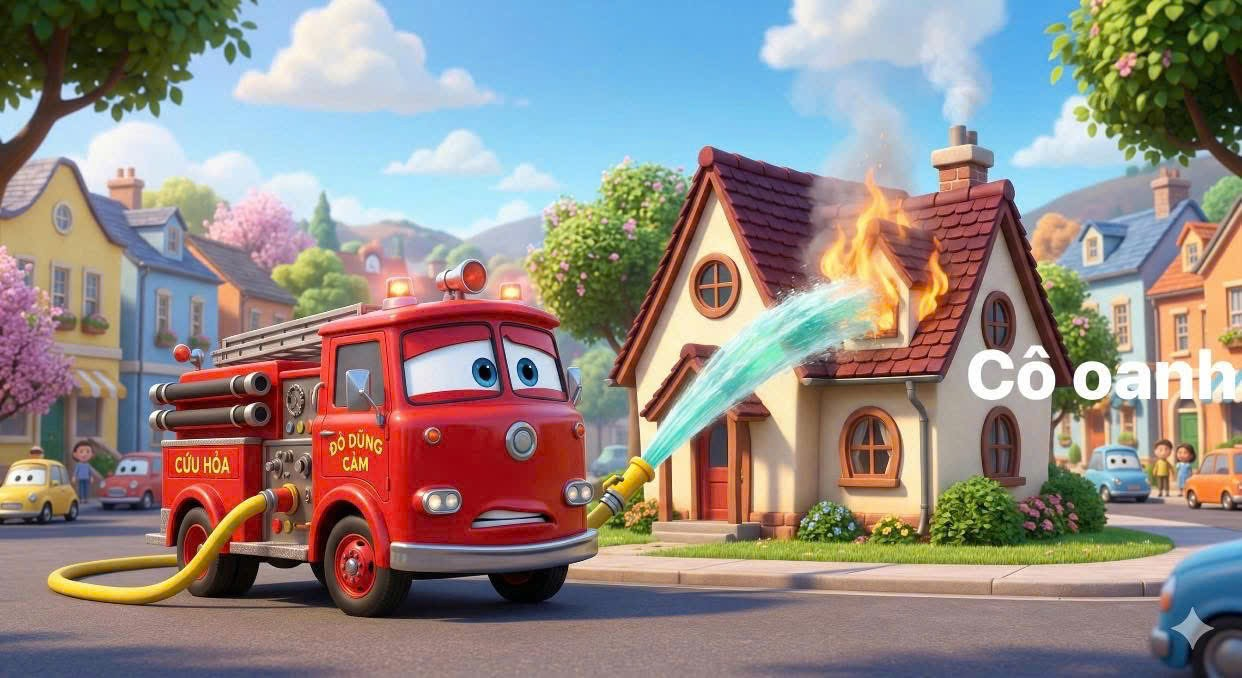 CỨU HỎA
ĐỎ DŨNG
CẢM
Cô oanh